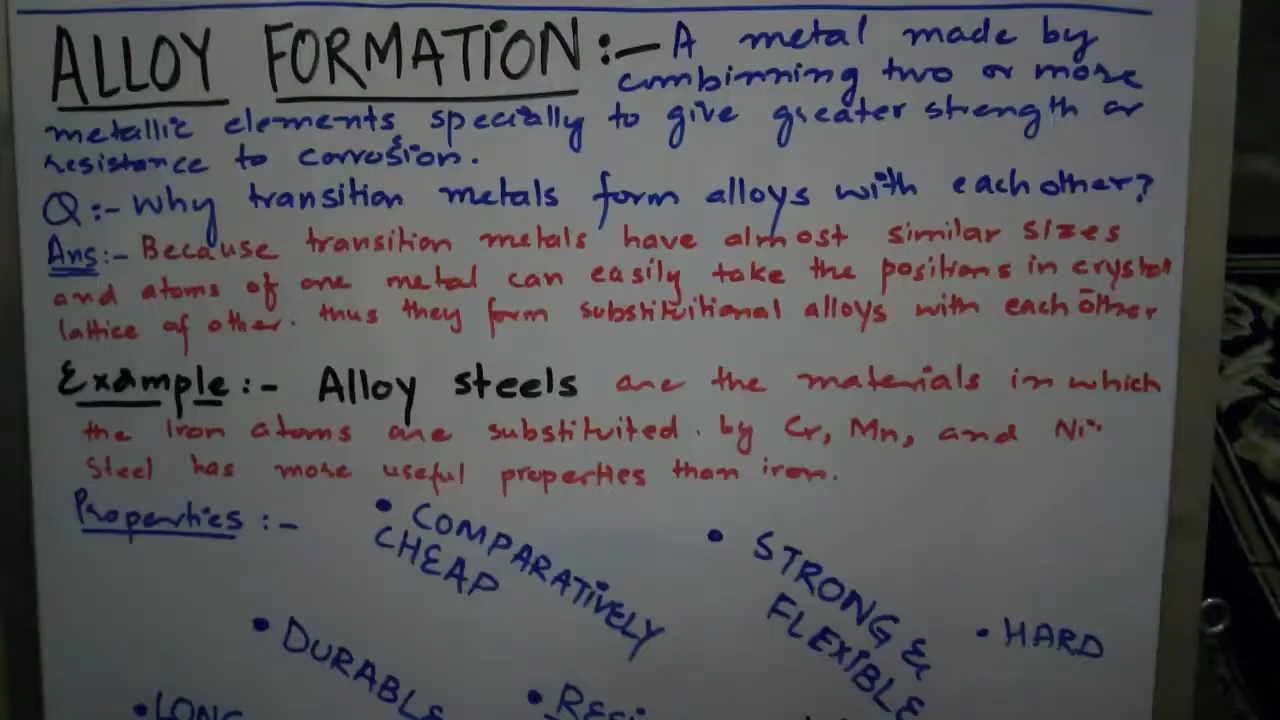 ALLOY FORMATION :- A metal made by
combinning two or more
metallic elements, specially to give greater strength or
resistance to corrosion.
Q:- Why transition metals form alloys with each other?
Ans:- Because transition metals have almost similar sizes
and atoms of one metal can easily take the positions in crystal
lattice of other. thus they form substituitional alloys with each other
Example:- Alloy steels are the materials in which
the Iron atoms are substituited by Cr, Mn, and Ni.
Steel has more useful properties than iron.
Properties :-
• COMPARATIVELY
CHEAP
• STRONG &
FLEXIBLE
• HARD
• DURABLE
• LONG